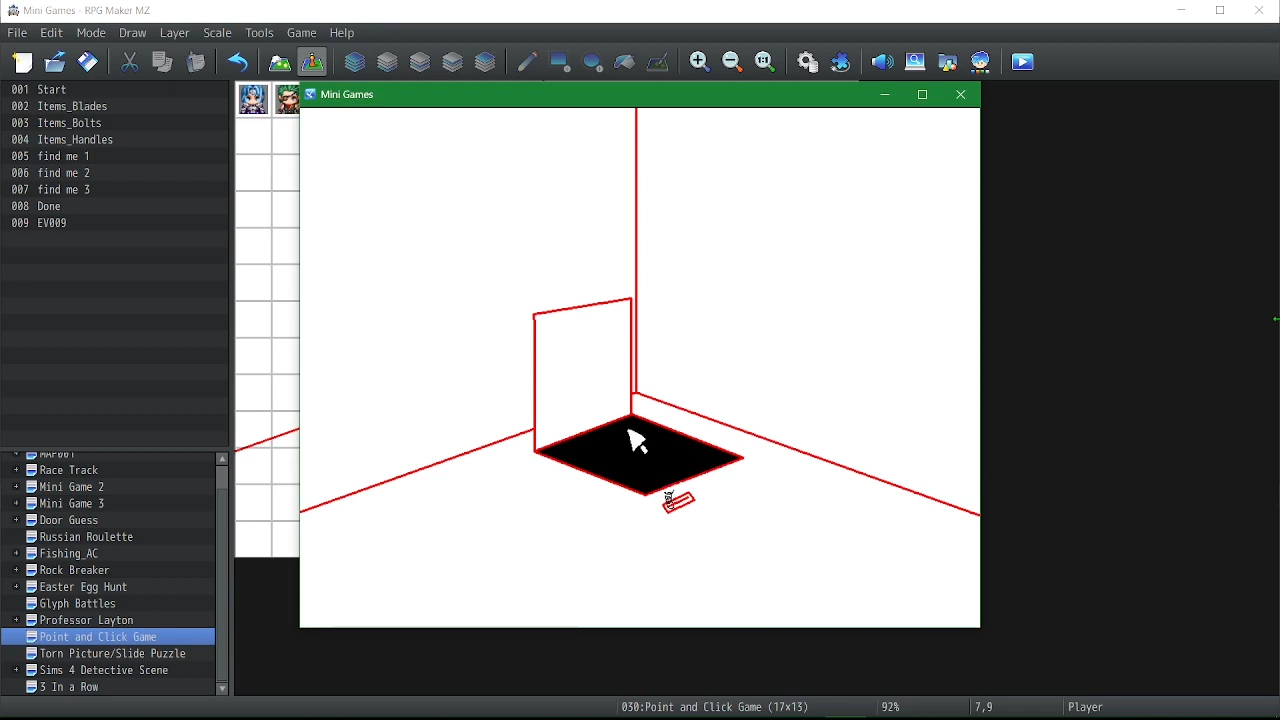 Mini Games - RPG Maker MZ
File Edit Mode Draw Layer Scale Tools Game Help
1:1
001 Start
002 Items_Blades
003 Items_Bolts
004 Items_Handles
005 find me 1
006 find me 2
007 find me 3
008 Done
009 EV009
Mini Games
MAP001
Race Track
Mini Game 2
Mini Game 3
Door Guess
Russian Roulette
Fishing_AC
Rock Breaker
Easter Egg Hunt
Glyph Battles
Professor Layton
Point and Click Game
Torn Picture/Slide Puzzle
Sims 4 Detective Scene
3 In a Row
030:Point and Click Game (17x13) 92% 7,9 Player